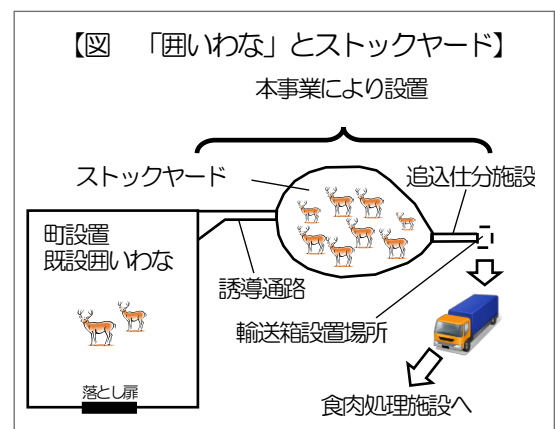 【図 「囲いわな」とストックヤード】
本事業により設置
ストックヤード
追込仕分施設
町設置
既設囲いわな
誘導通路
輸送箱設置場所
落とし扉
食肉処理施設へ